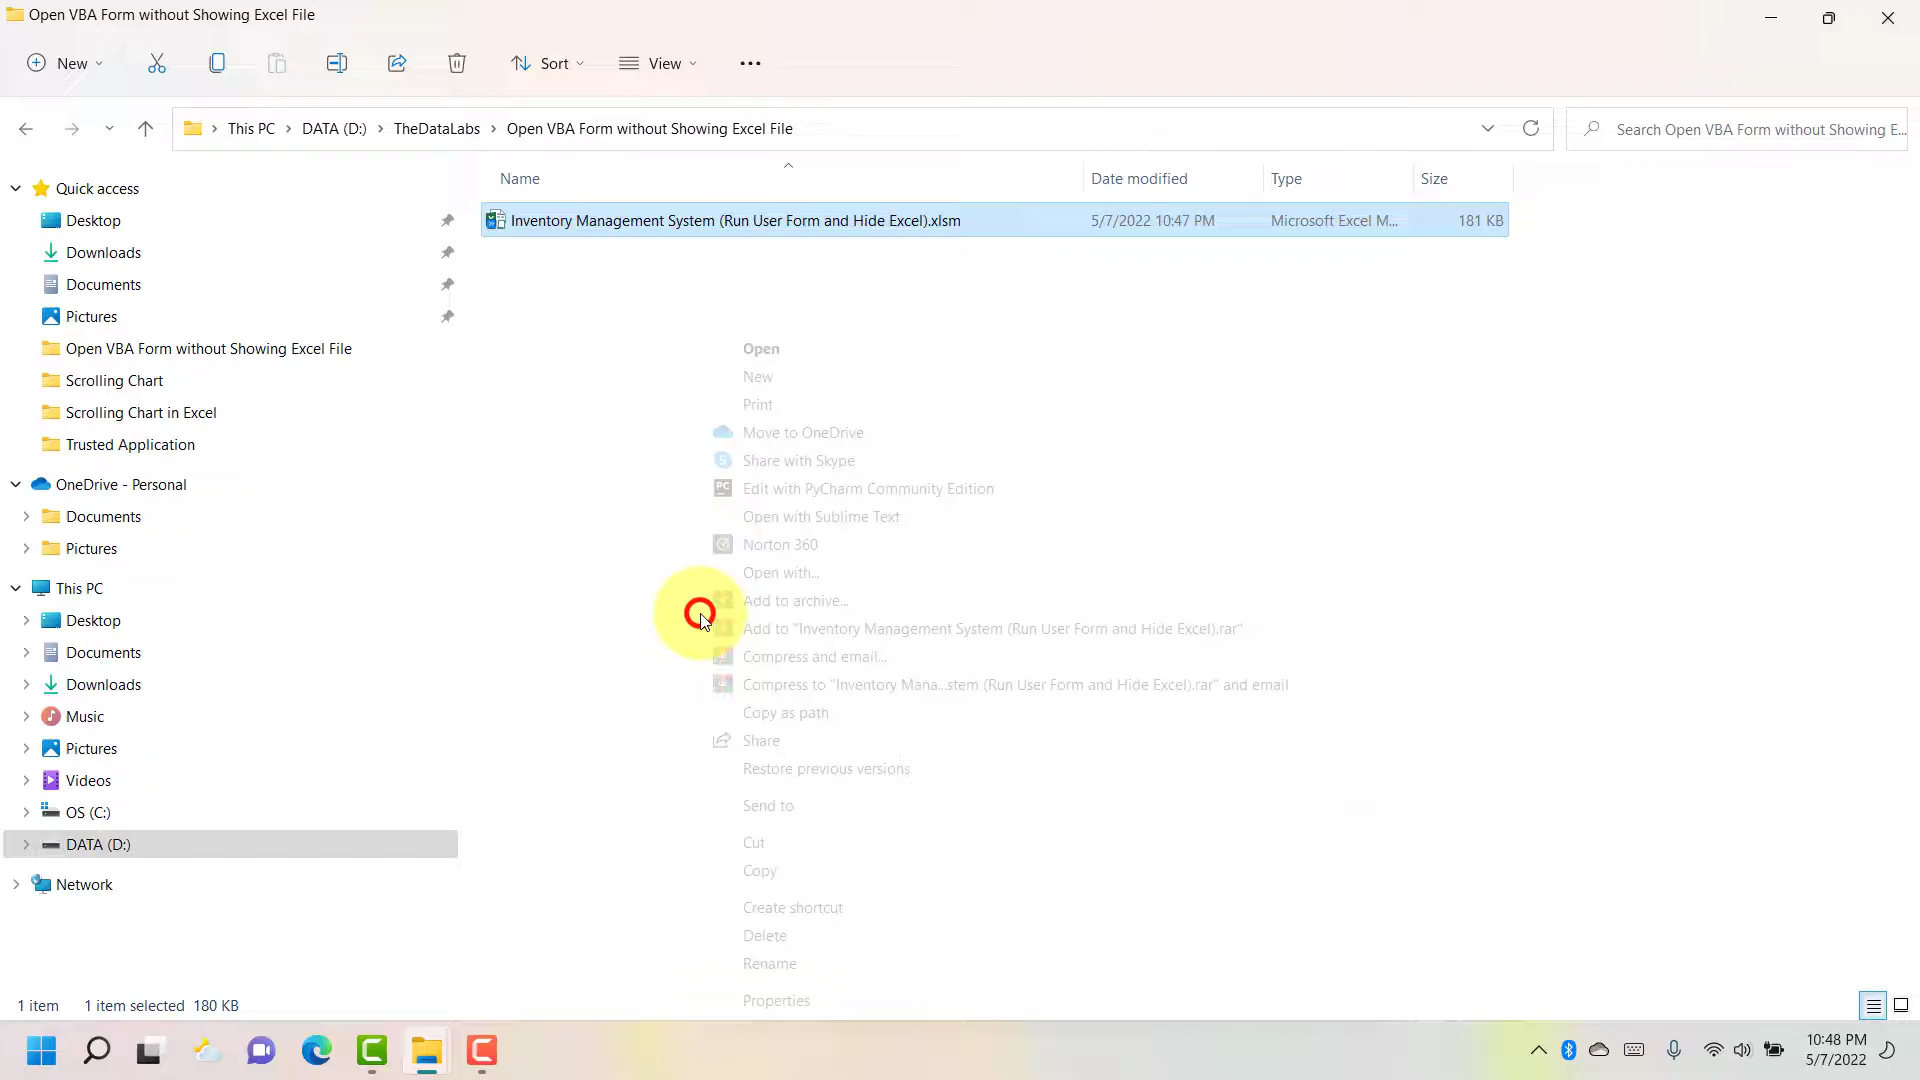 Open VBA Form without Showing Excel File
New
Sort
View
This PC > DATA (D:) > TheDataLabs > Open VBA Form without Showing Excel File
Search Open VBA Form without Showing E...
Name Date modified Type Size
Inventory Management System (Run User Form and Hide Excel).xlsm 5/7/2022 10:47 PM Microsoft Excel M... 181 KB
Quick access
Desktop
Downloads
Documents
Pictures
Open VBA Form without Showing Excel File
Scrolling Chart
Scrolling Chart in Excel
Trusted Application
OneDrive - Personal
Documents
Pictures
This PC
Desktop
Documents
Downloads
Music
Pictures
Videos
OS (C:)
DATA (D:)
Network
Open
New
Print
Move to OneDrive
Share with Skype
Edit with PyCharm Community Edition
Open with Sublime Text
Norton 360
Open with...
Add to archive...
Add to "Inventory Management System (Run User Form and Hide Excel).rar"
Compress and email...
Compress to "Inventory Mana...stem (Run User Form and Hide Excel).rar" and email
Copy as path
Share
Restore previous versions
Send to
Cut
Copy
Create shortcut
Delete
Rename
Properties
1 item 1 item selected 180 KB
10:48 PM
5/7/2022